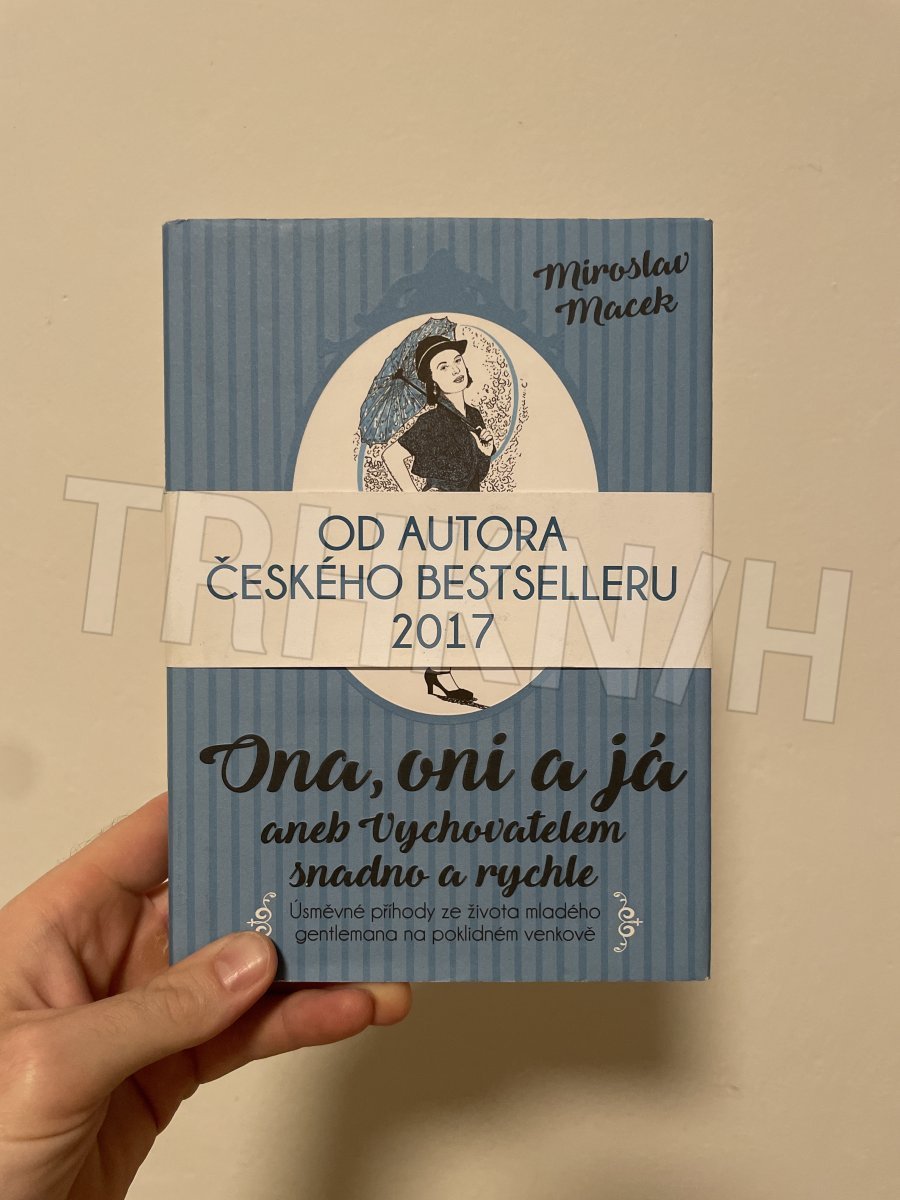 Miroslav
Macek
OD AUTORA
ČESKÉHO BESTSELLERU
2017
TRHKNIH
Ona, oni a já
aneb Vychovatelem
snadno a rychle
Úsměvné příhody ze života mladého
gentlemana na poklidném venkově